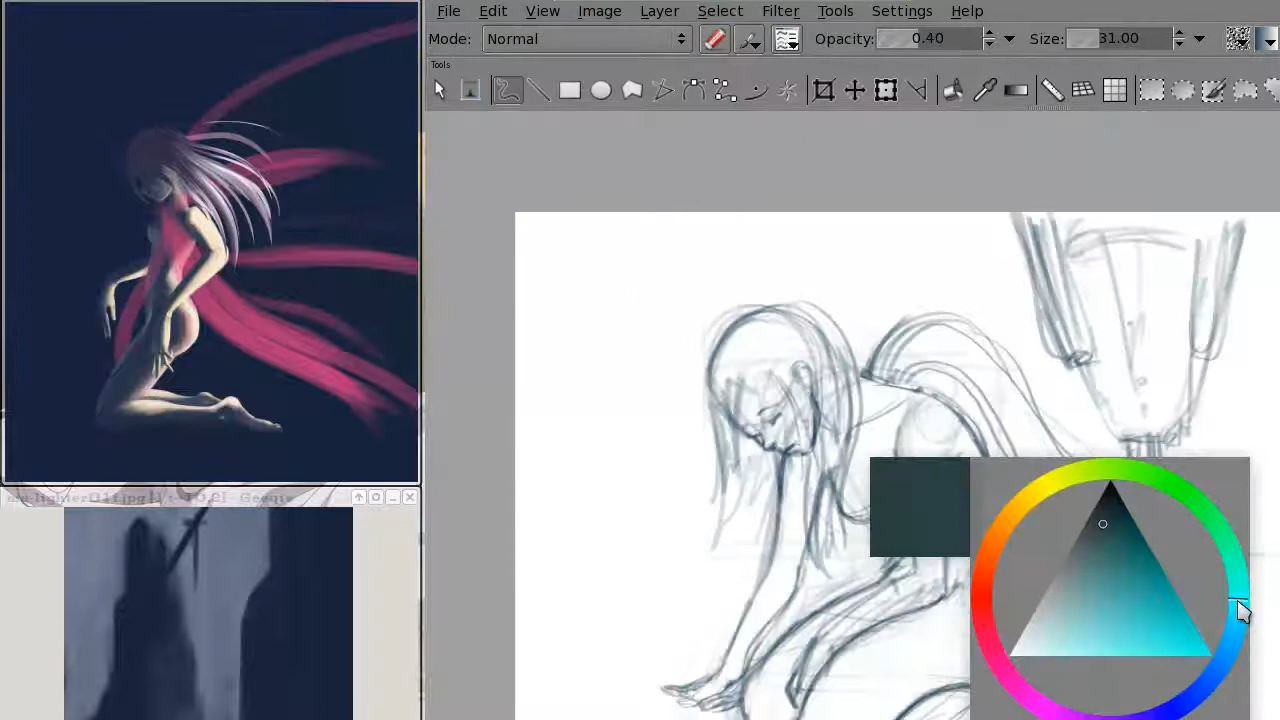 File Edit View Image Layer Select Filter Tools Settings Help
Mode: Normal Opacity: 0.40 Size: 31.00
Tools
Geeqie